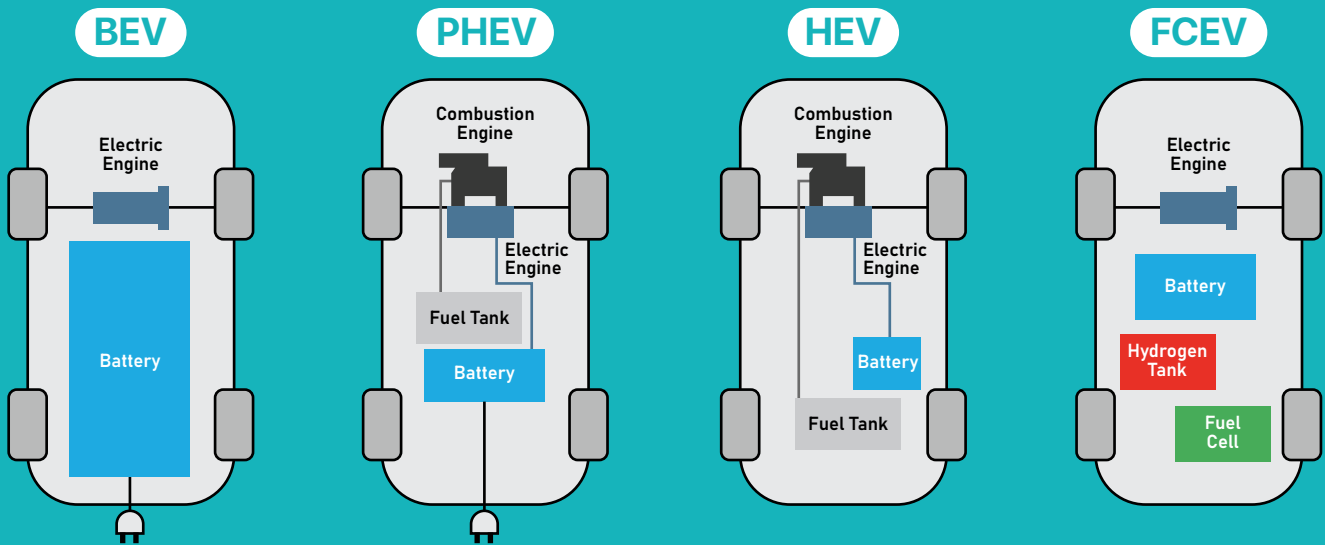 BEV
Electric
Engine
Battery
PHEV
Combustion
Engine
Electric
Engine
Fuel Tank
Battery
HEV
Combustion
Engine
Electric
Engine
Battery
Fuel Tank
FCEV
Electric
Engine
Battery
Hydrogen
Tank
Fuel
Cell